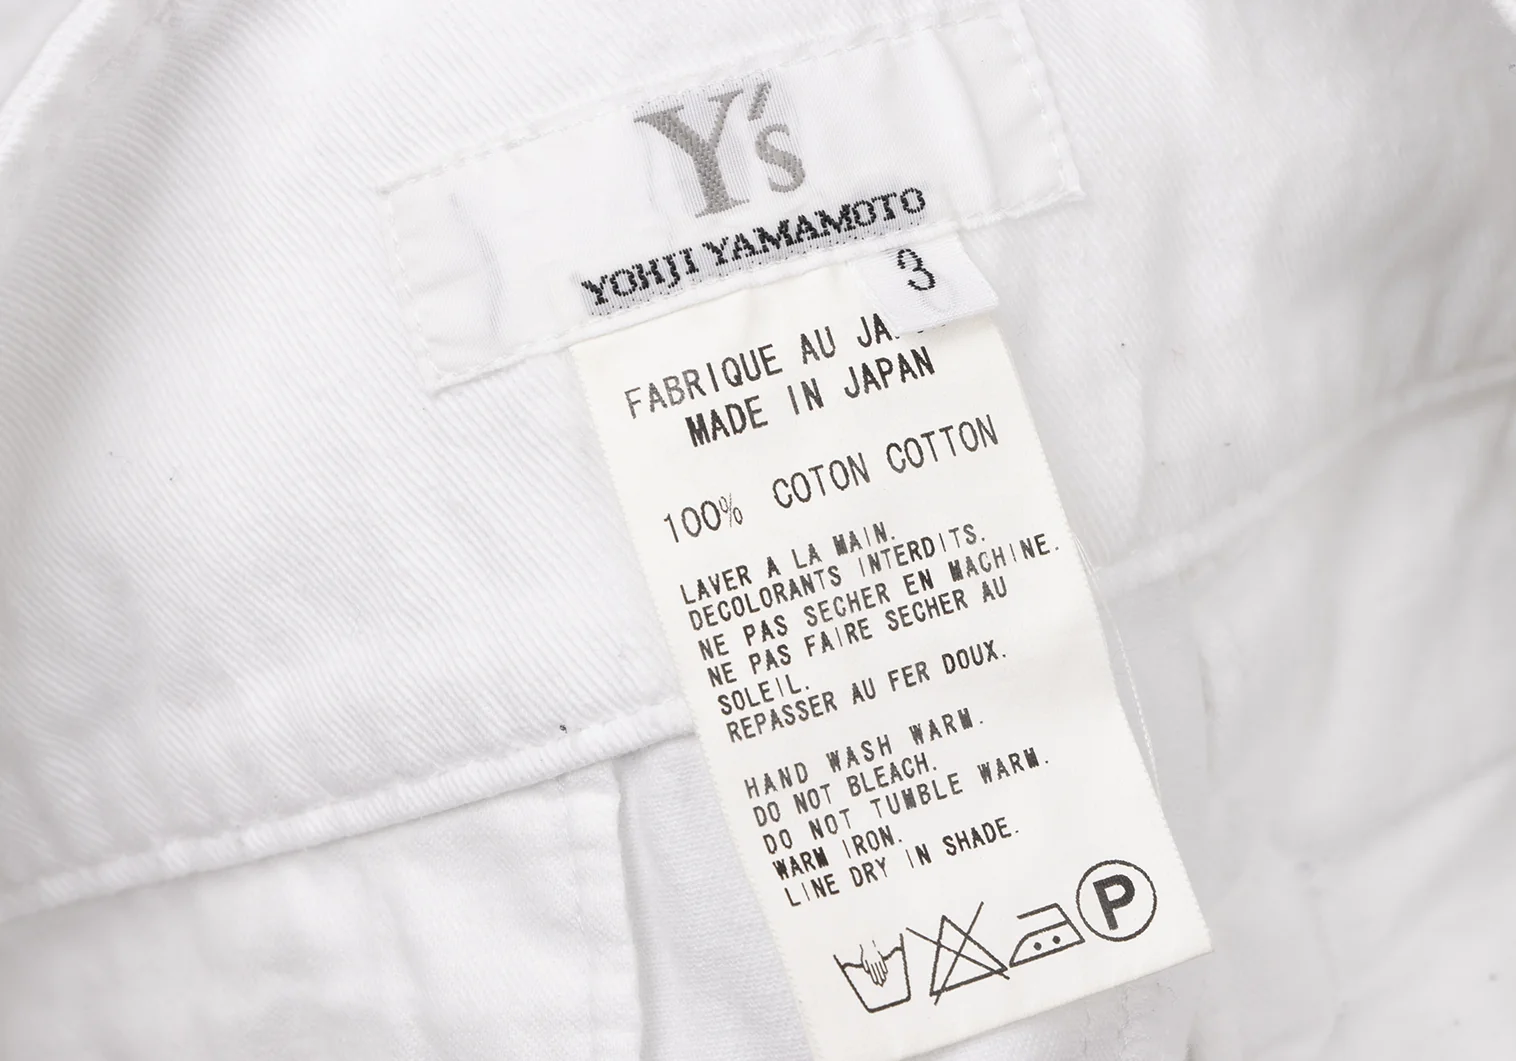 Y's
YOHJI YAMAMOTO
3
FABRIQUE AU
MADE IN JAPAN
100% COTON COTTON
LAVER A LA MAIN.
DECOLORANTS INTERDITS.
NE PAS SECHER EN MACHINE.
NE PAS FAIRE SECHER AU
SOLEIL.
REPASSER AU FER DOUX.
HAND WASH WARM.
DO NOT BLEACH.
DO NOT TUMBLE WARM.
WARM IRON.
LINE DRY IN SHADE.
P